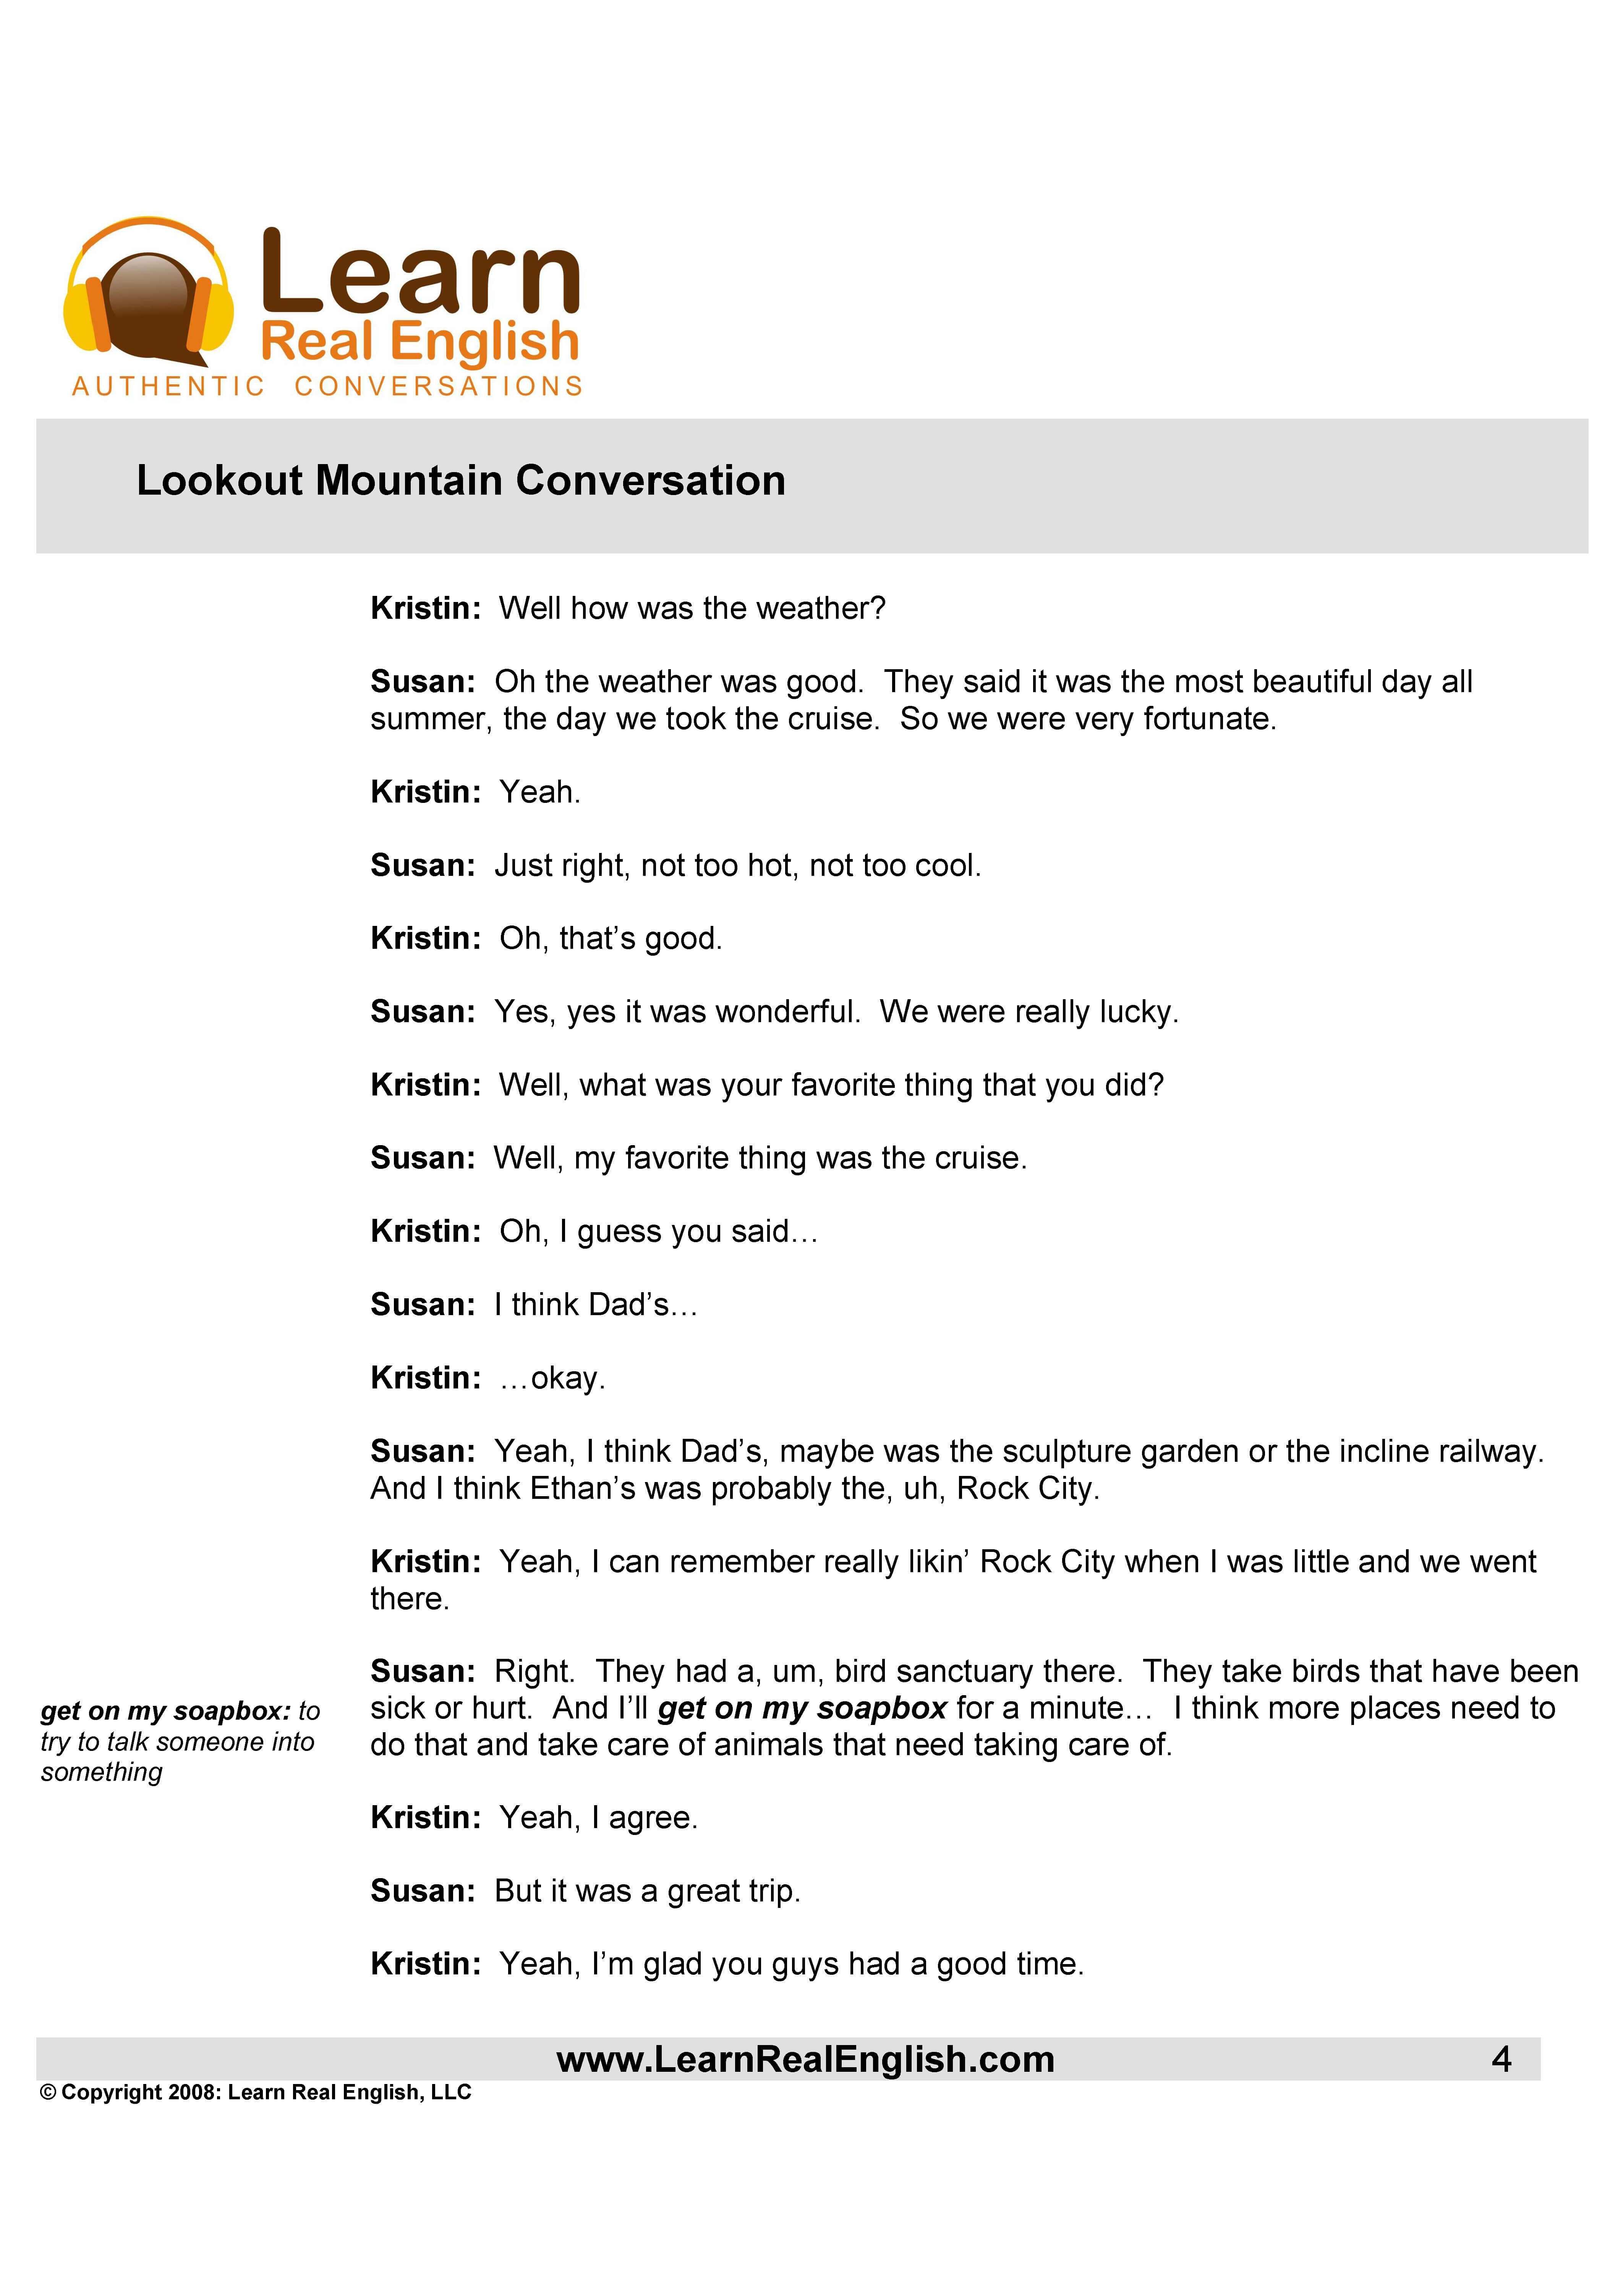 Learn
Real English
AUTHENTIC CONVERSATIONS
Lookout Mountain Conversation
Kristin: Well how was the weather?
Susan: Oh the weather was good. They said it was the most beautiful day all
summer, the day we took the cruise. So we were very fortunate.
Kristin: Yeah.
Susan: Just right, not too hot, not too cool.
Kristin: Oh, that’s good.
Susan: Yes, yes it was wonderful. We were really lucky.
Kristin: Well, what was your favorite thing that you did?
Susan: Well, my favorite thing was the cruise.
Kristin: Oh, I guess you said…
Susan: I think Dad’s…
Kristin: …okay.
Susan: Yeah, I think Dad’s, maybe was the sculpture garden or the incline railway.
And I think Ethan’s was probably the, uh, Rock City.
Kristin: Yeah, I can remember really likin’ Rock City when I was little and we went
there.
Susan: Right. They had a, um, bird sanctuary there. They take birds that have been
sick or hurt. And I’ll get on my soapbox for a minute… I think more places need to
do that and take care of animals that need taking care of.
get on my soapbox: to
try to talk someone into
something
Kristin: Yeah, I agree.
Susan: But it was a great trip.
Kristin: Yeah, I’m glad you guys had a good time.
www.LearnRealEnglish.com 4
© Copyright 2008: Learn Real English, LLC